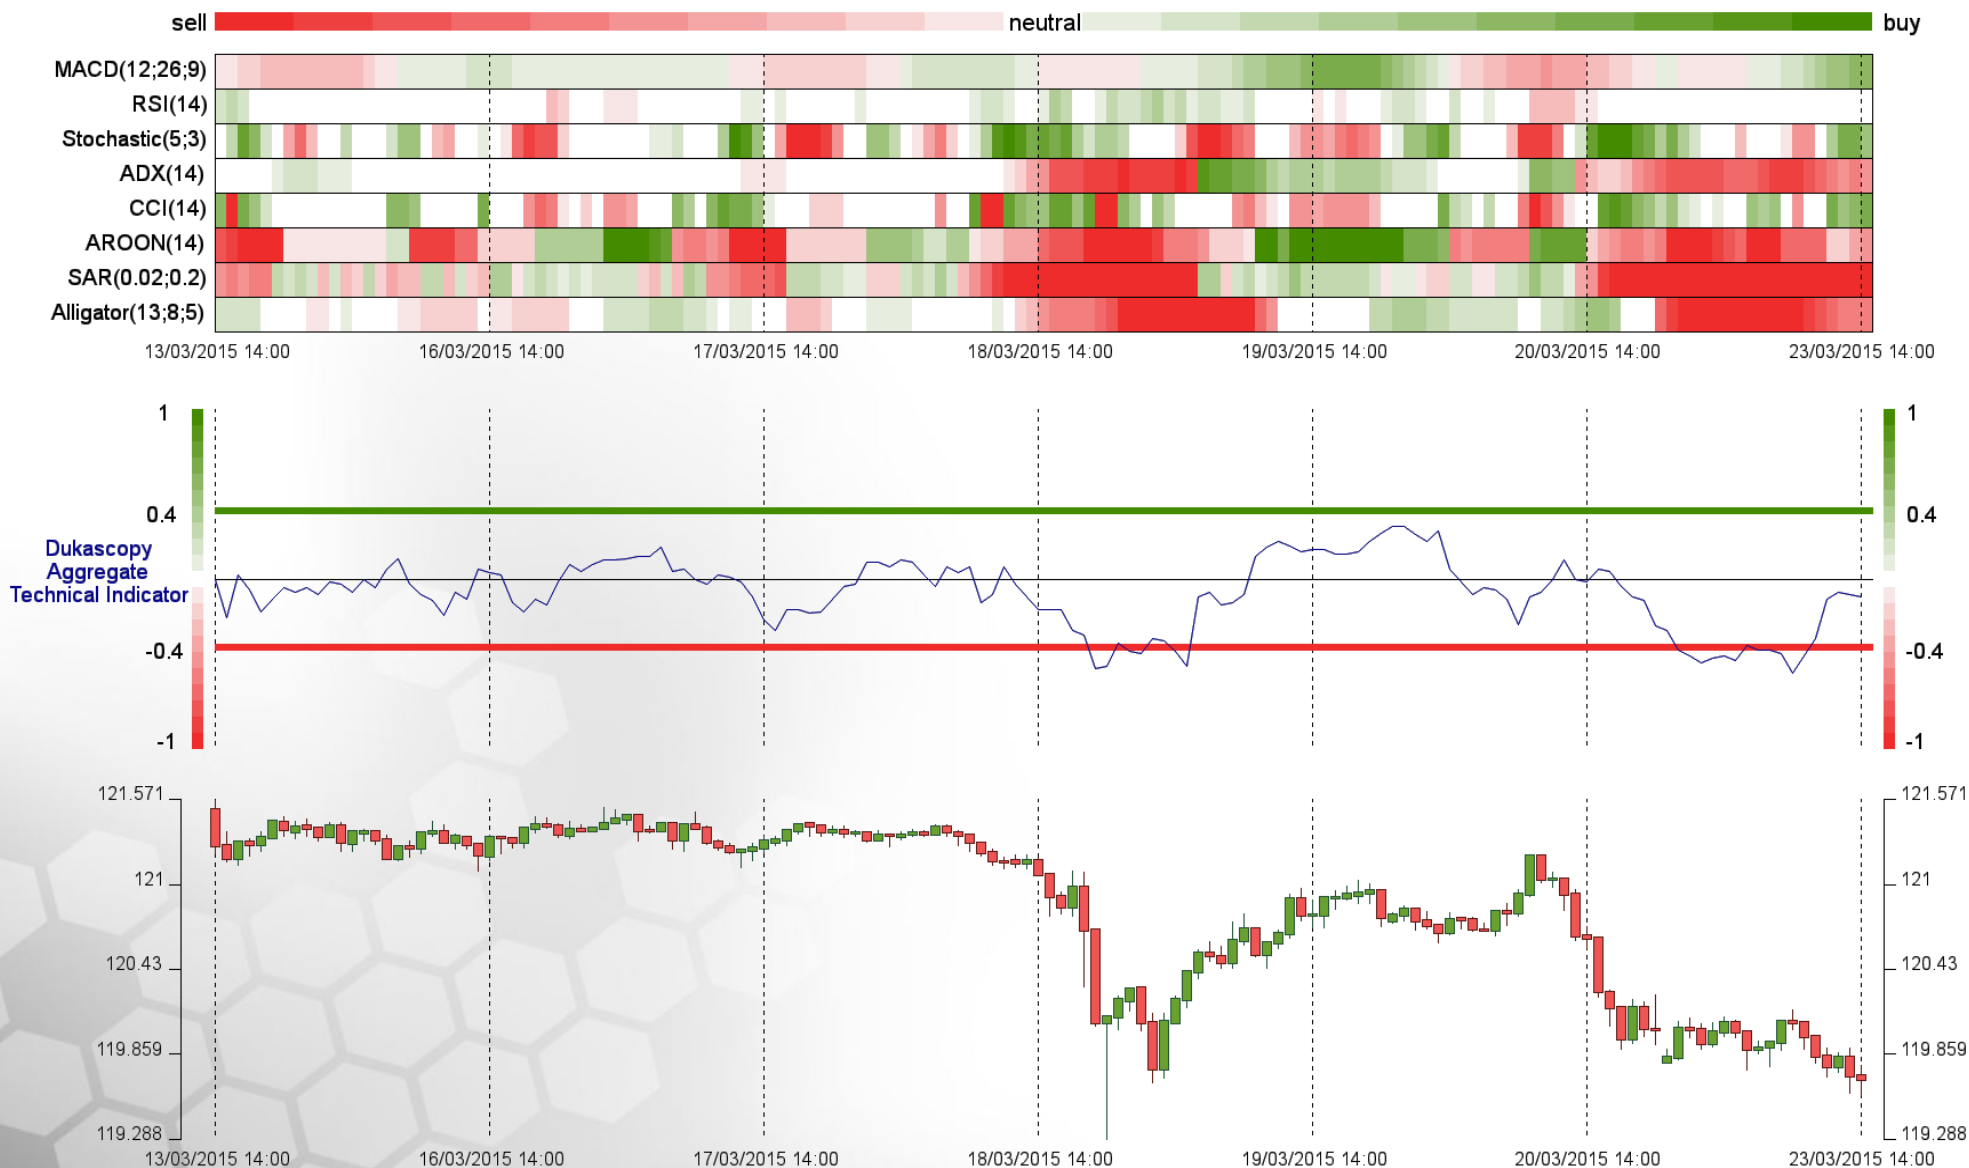 sell neutral buy
MACD(12;26;9)
RSI(14)
Stochastic(5;3)
ADX(14)
CCI(14)
AROON(14)
SAR(0.02;0.2)
Alligator(13;8;5)
13/03/2015 14:00 16/03/2015 14:00 17/03/2015 14:00 18/03/2015 14:00 19/03/2015 14:00 20/03/2015 14:00 23/03/2015 14:00
1 1
0.4 0.4
Dukascopy
Aggregate
Technical Indicator
-0.4 -0.4
-1 -1
121.571 121.571
121 121
120.43 120.43
119.859 119.859
119.288 119.288
13/03/2015 14:00 16/03/2015 14:00 17/03/2015 14:00 18/03/2015 14:00 19/03/2015 14:00 20/03/2015 14:00 23/03/2015 14:00